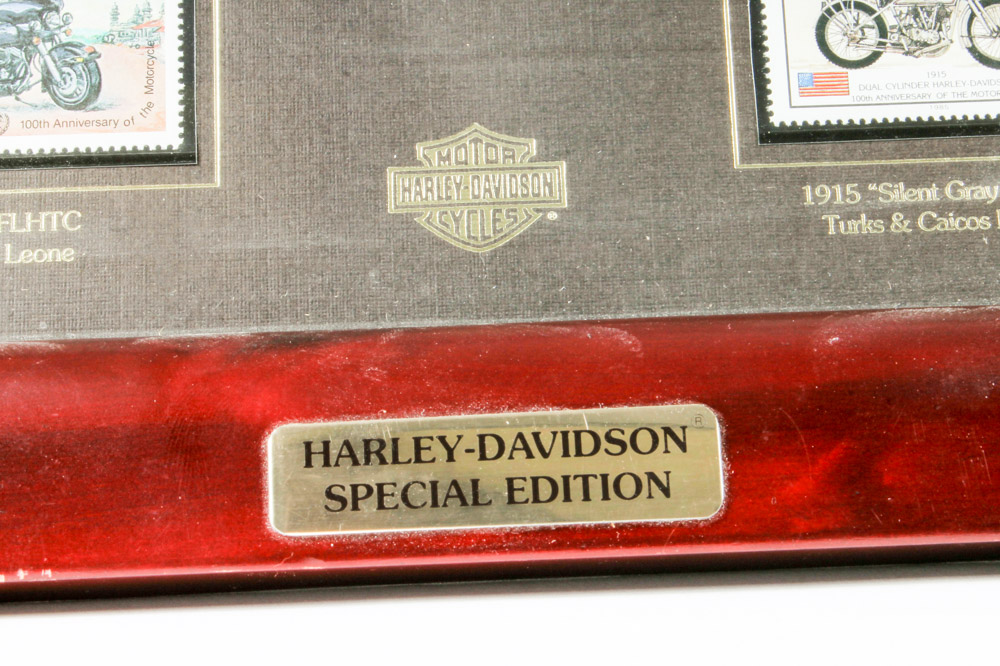 100th Anniversary of the Motorcycle
FLHTC
Leone
MOTOR
HARLEY-DAVIDSON
CYCLES
®
1915
DUAL CYLINDER HARLEY-DAVIDS
100th ANNIVERSARY OF THE MOTOR
1915 “Silent Gray
Turks & Caicos
HARLEY-DAVIDSON®
SPECIAL EDITION